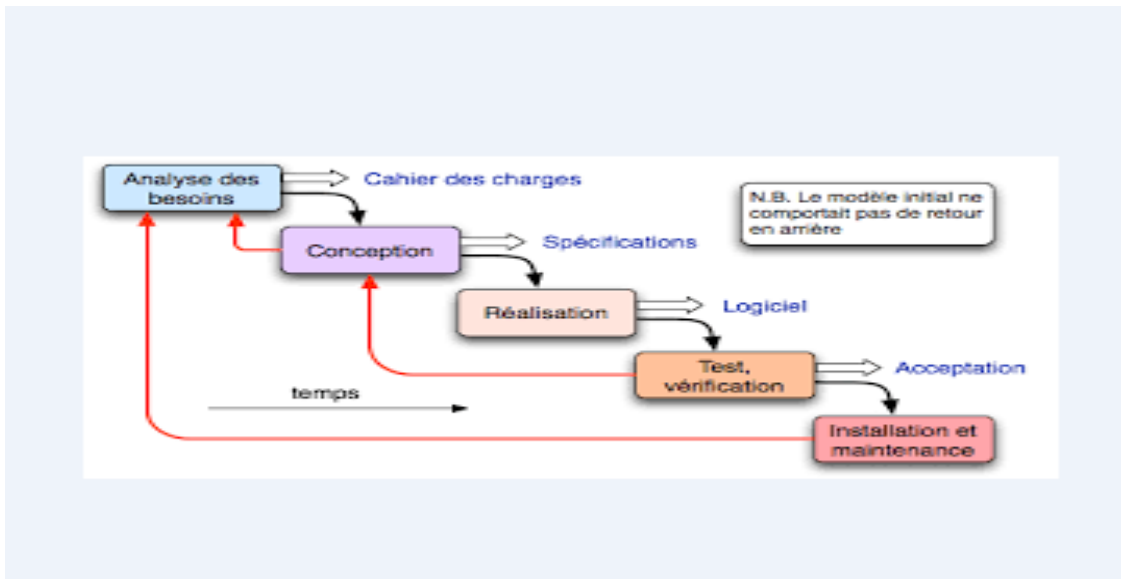 Analyse des
besoins
Cahier des charges
N.B. Le modèle initial ne
comportait pas de retour
en arrière
Conception
Spécifications
Réalisation
Logiciel
Test,
vérification
Acceptation
temps
Installation et
maintenance